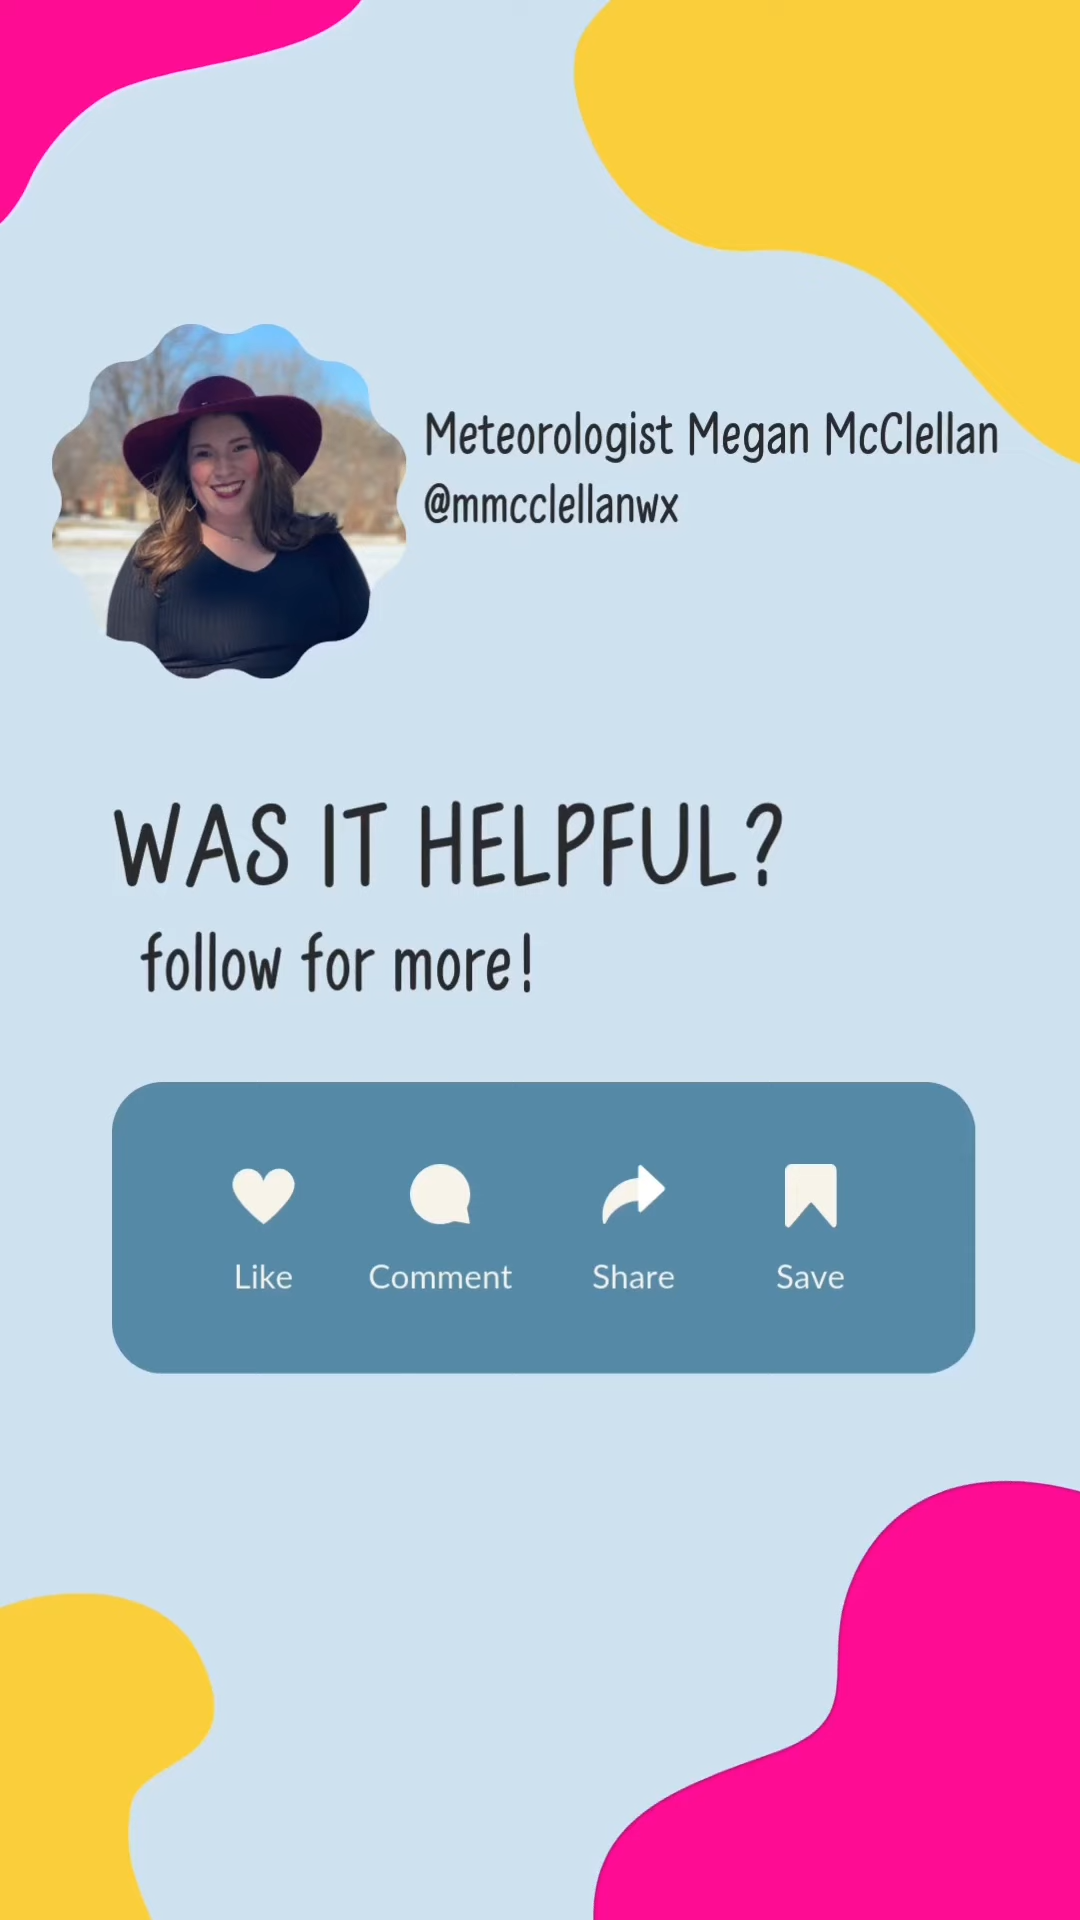 Meteorologist Megan McClellan
@mmcclellanwx
WAS IT HELPFUL?
follow for more!
Like Comment Share Save